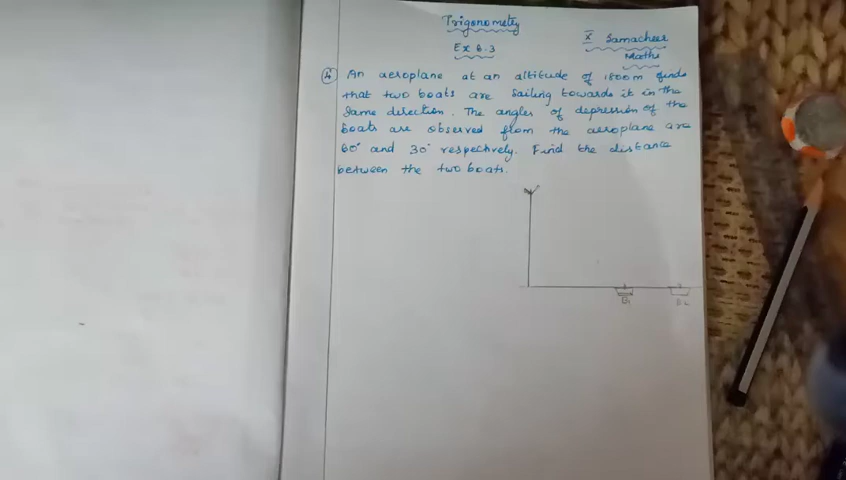 Trigonometry
X Samacheer
Ex 6.3
Maths
4 An aeroplane at an altitude of 1800m finds
that two boats are sailing towards it in the
same direction. The angles of depression of the
boats are observed from the aeroplane are
60° and 30° respectively. Find the distance
between the two boats.
B1 B2